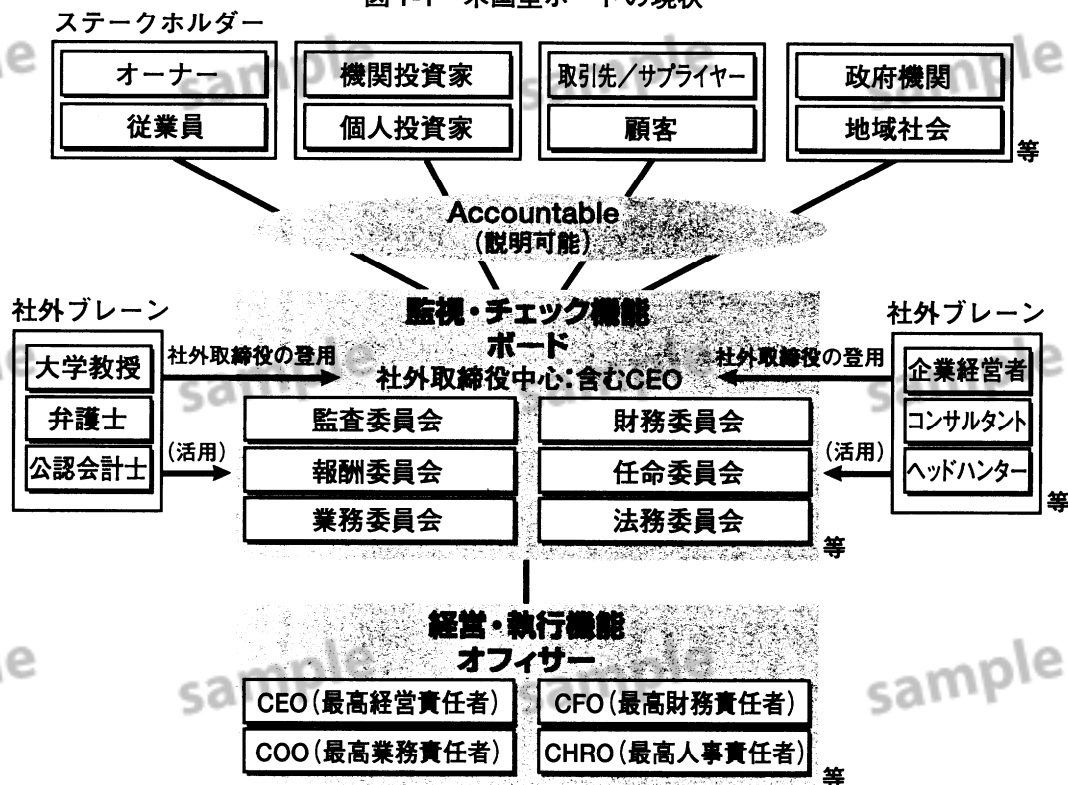 ステークホルダー
オーナー
従業員
機関投資家
個人投資家
取引先/サプライヤー
顧客
政府機関
地域社会
等
Accountable
(説明可能)
社外ブレーン
大学教授
弁護士
公認会計士
社外取締役の登用
(活用)
監視・チェック機能
ボード
社外取締役中心:含むCEO
監査委員会
財務委員会
報酬委員会
任命委員会
業務委員会
法務委員会
等
社外ブレーン
社外取締役の登用
(活用)
企業経営者
コンサルタント
ヘッドハンター
等
経営・執行機能
オフィサー
CEO(最高経営責任者)
CFO(最高財務責任者)
COO(最高業務責任者)
CHRO(最高人事責任者)
等
sample
sample
sample
sample
sample
sample
sample
sample